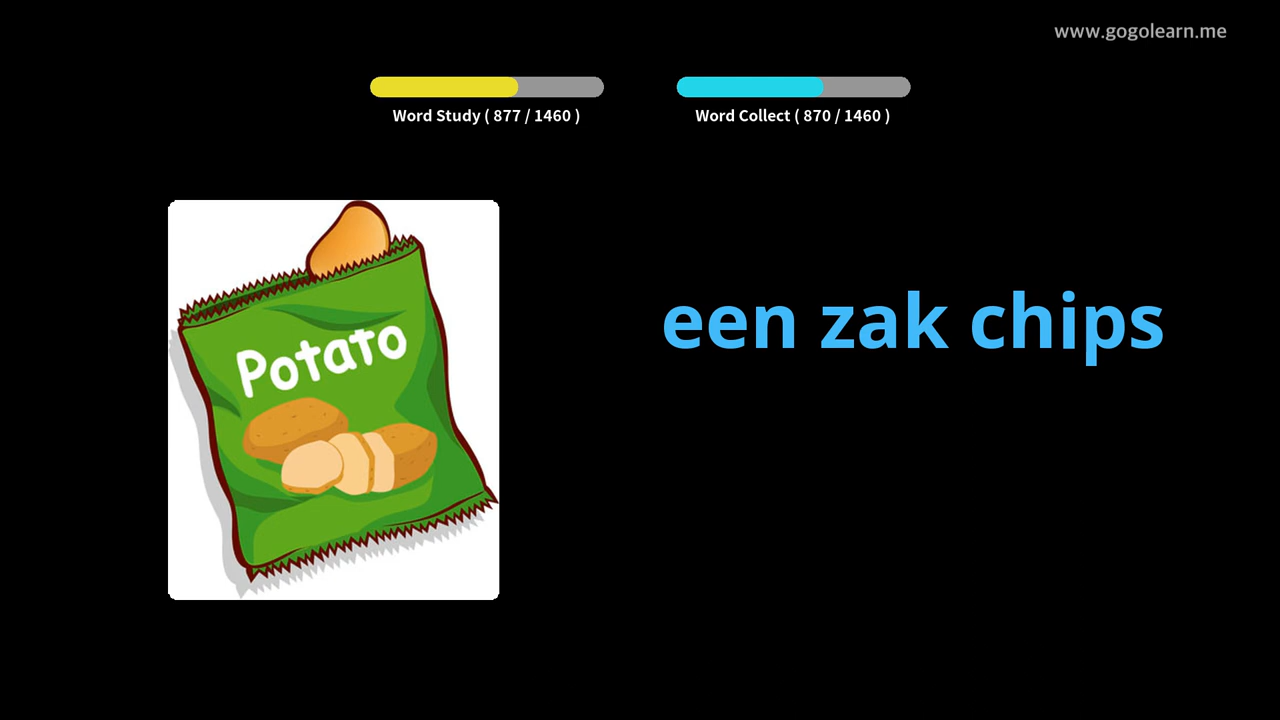 www.gogolearn.me
Word Study ( 877 / 1460 )
Word Collect ( 870 / 1460 )
Potato
een zak chips